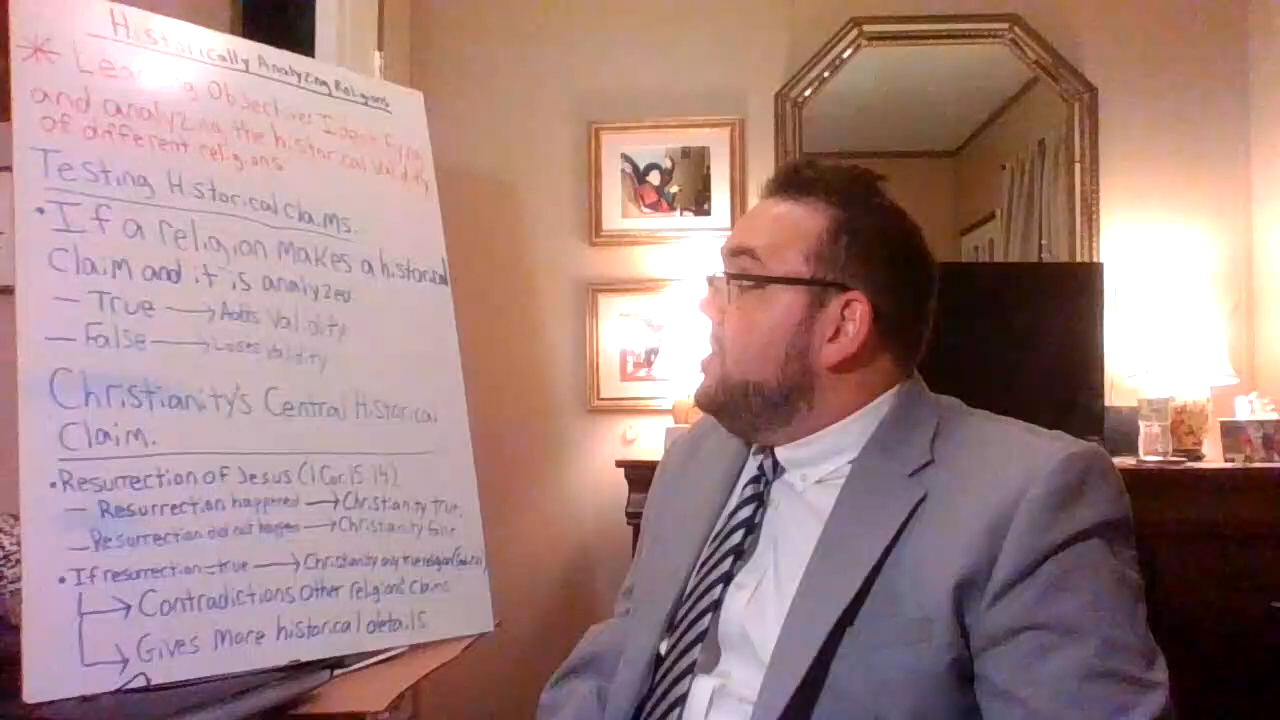 Historically Analyzing Religions
* Learning Objective: Identifying
and analyzing the historical validity
of different religions
Testing Historical Claims.
• If a religion makes a historical
Claim and it is analyzed
— True → Adds Validity
— False → Loses Validity
Christianity's Central Historical
Claim.
• Resurrection of Jesus (1 Cor. 15 14)
— Resurrection happened → Christianity True.
— Resurrection did not happen → Christianity false
• If resurrection = true → Christianity only true religion
→ Contradictions Other religions' Claims
→ Gives more historical details